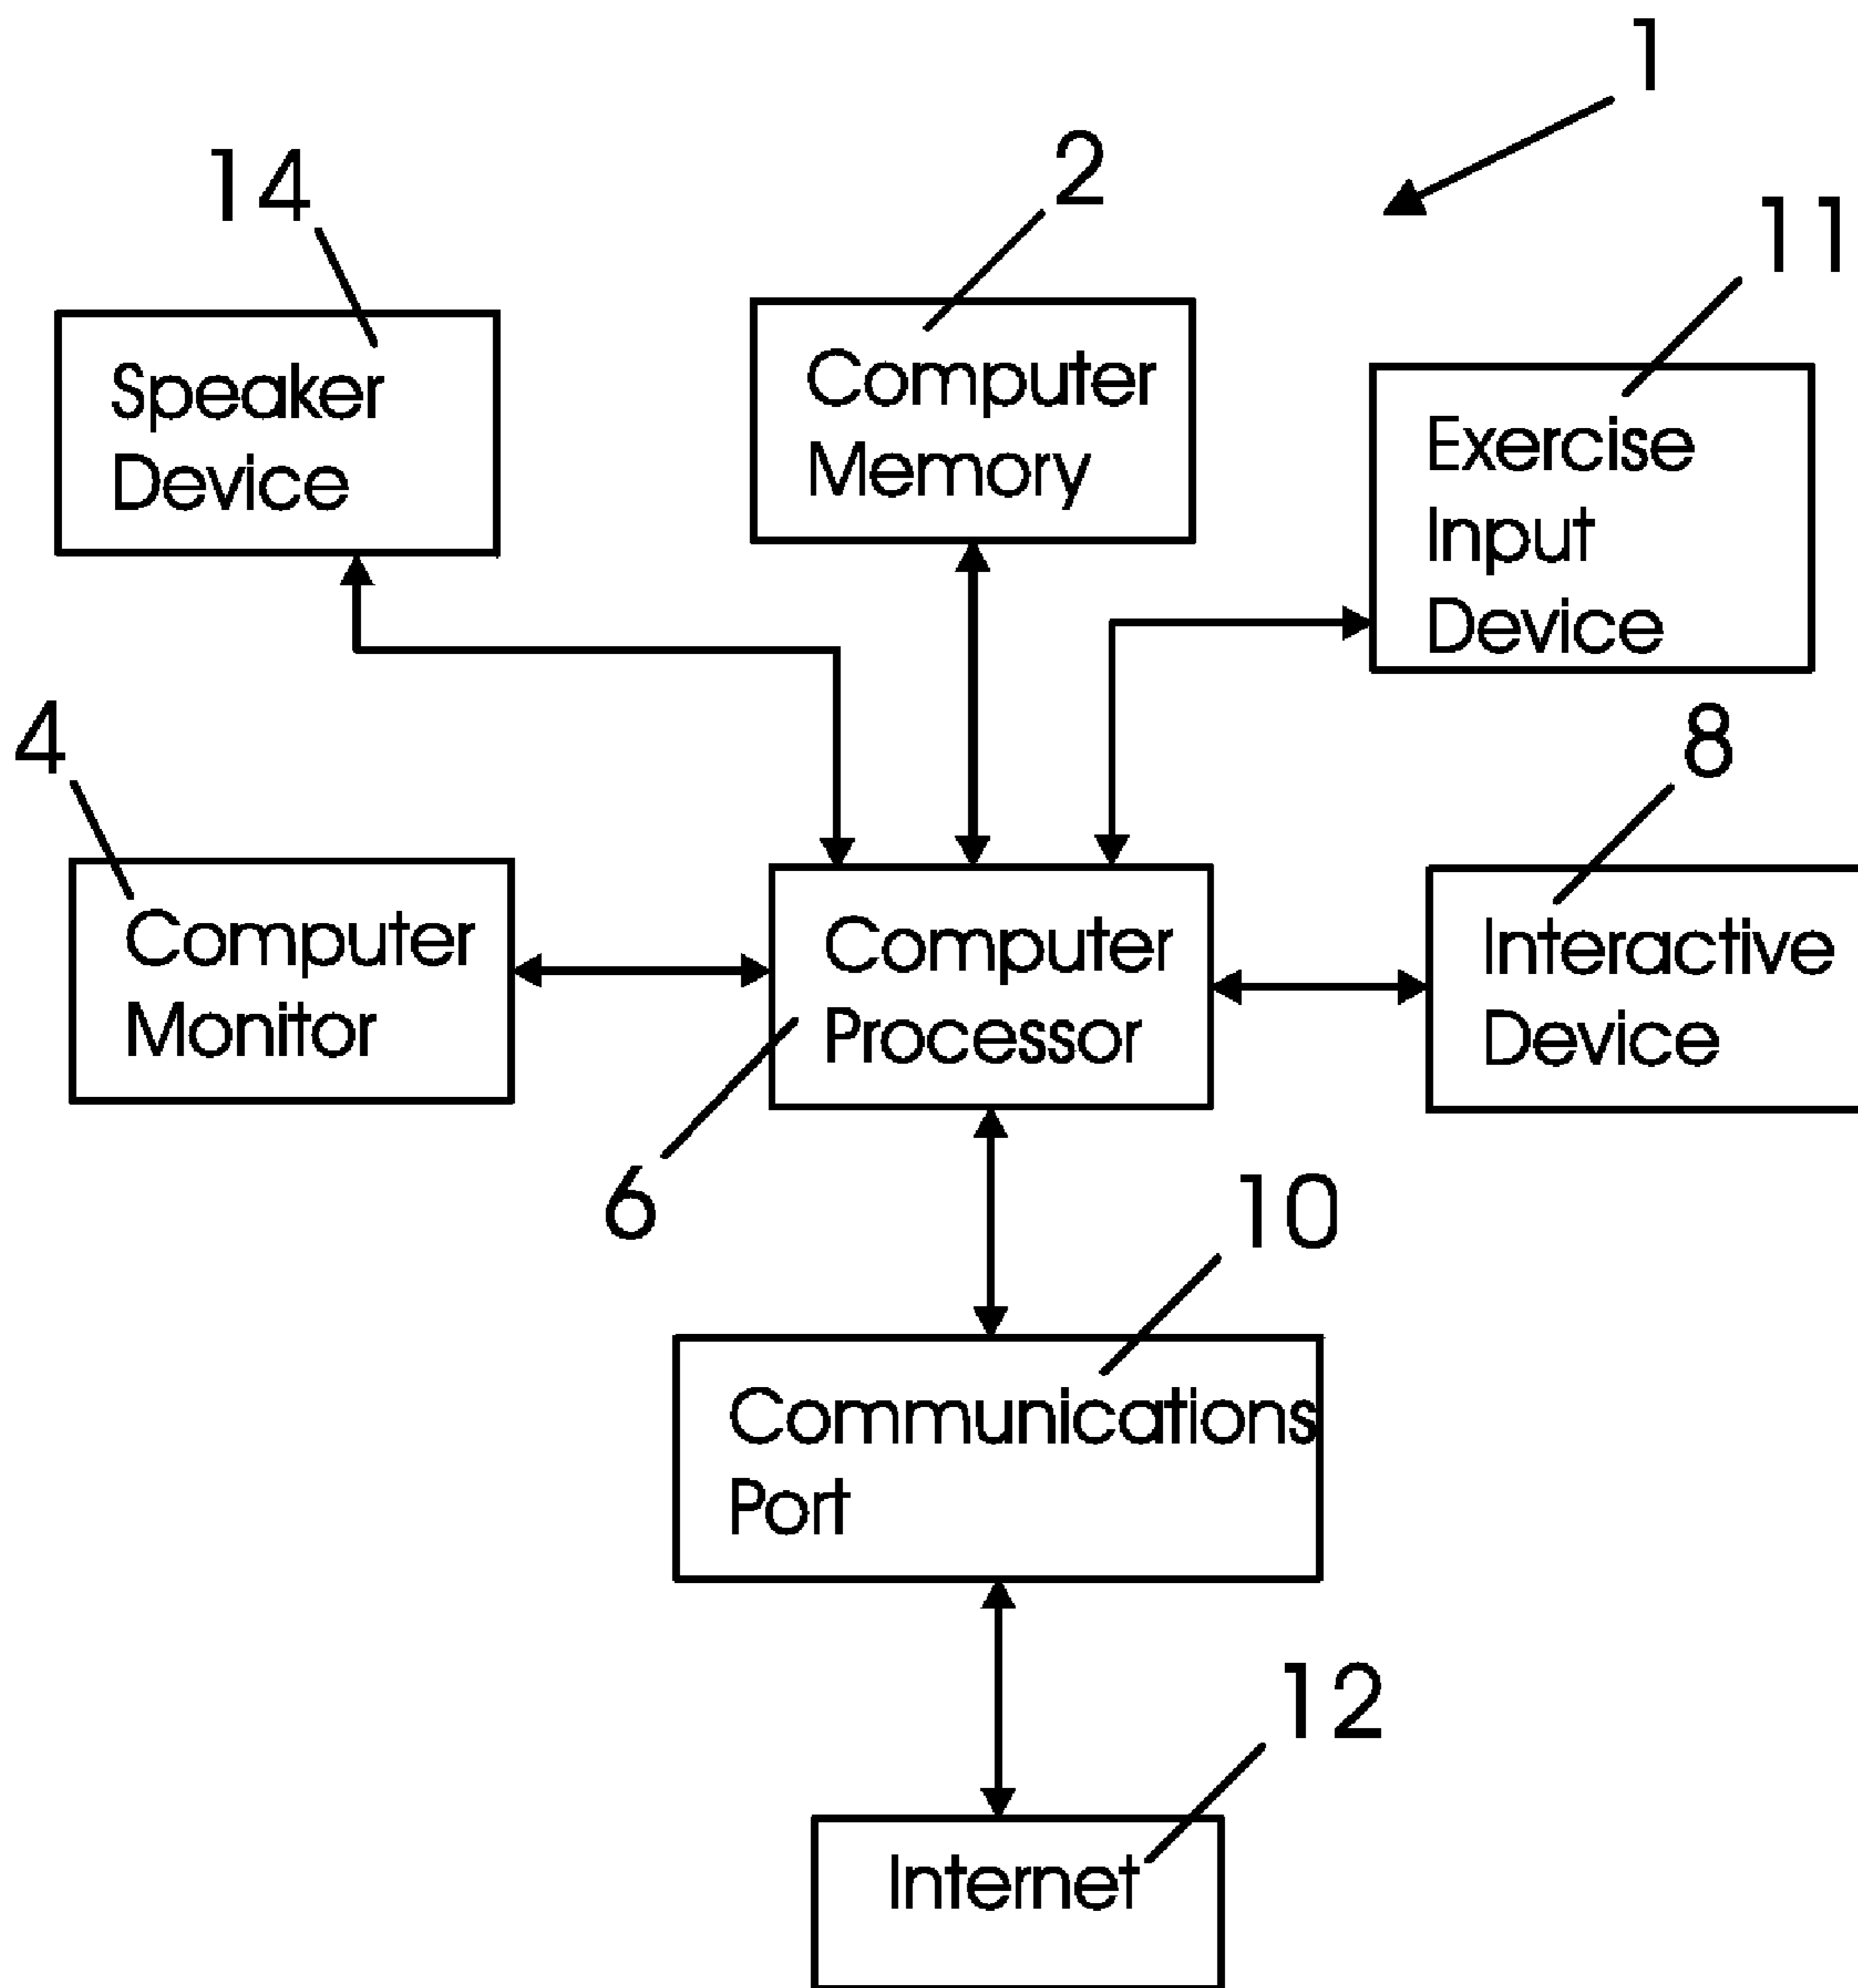 1
14
2
11
Speaker
Device
Computer
Memory
Exercise
Input
Device
4
8
Computer
Monitor
Computer
Processor
Interactive
Device
6
10
Communications
Port
12
Internet